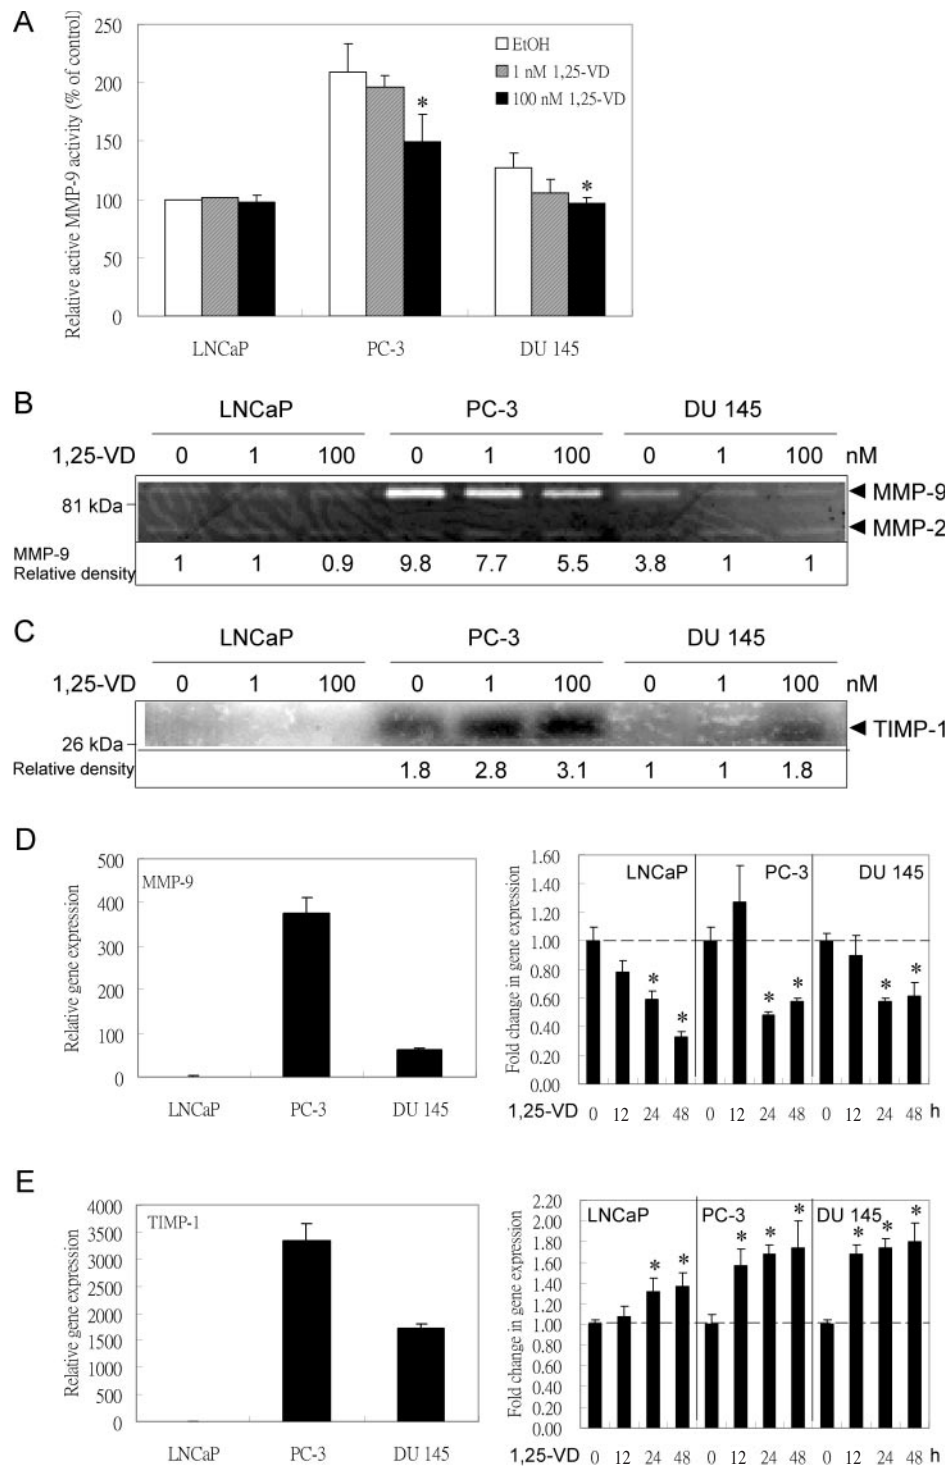 A
Relative active MMP-9 activity (% of control)
250
200
150
100
50
0
EtOH
1 nM 1,25-VD
100 nM 1,25-VD
*
*
LNCaP PC-3 DU 145
B
LNCaP PC-3 DU 145
1,25-VD 0 1 100 0 1 100 0 1 100 nM
81 kDa
MMP-9
MMP-2
MMP-9
Relative density
1 1 0.9 9.8 7.7 5.5 3.8 1 1
C
LNCaP PC-3 DU 145
1,25-VD 0 1 100 0 1 100 0 1 100 nM
TIMP-1
26 kDa
Relative density 1.8 2.8 3.1 1 1 1.8
D
Relative gene expression
500
400
300
200
100
0
MMP-9
LNCaP PC-3 DU 145
Fold change in gene expression
1.60
1.40
1.20
1.00
0.80
0.60
0.40
0.20
0.00
LNCaP PC-3 DU 145
* * * * * *
1,25-VD 0 12 24 48 0 12 24 48 0 12 24 48 h
E
Relative gene expression
4000
3500
3000
2500
2000
1500
1000
500
0
TIMP-1
LNCaP PC-3 DU 145
Fold change in gene expression
2.20
2.00
1.80
1.60
1.40
1.20
1.00
0.80
0.60
0.40
0.20
0.00
LNCaP PC-3 DU 145
* * * * * * * *
1,25-VD 0 12 24 48 0 12 24 48 0 12 24 48 h